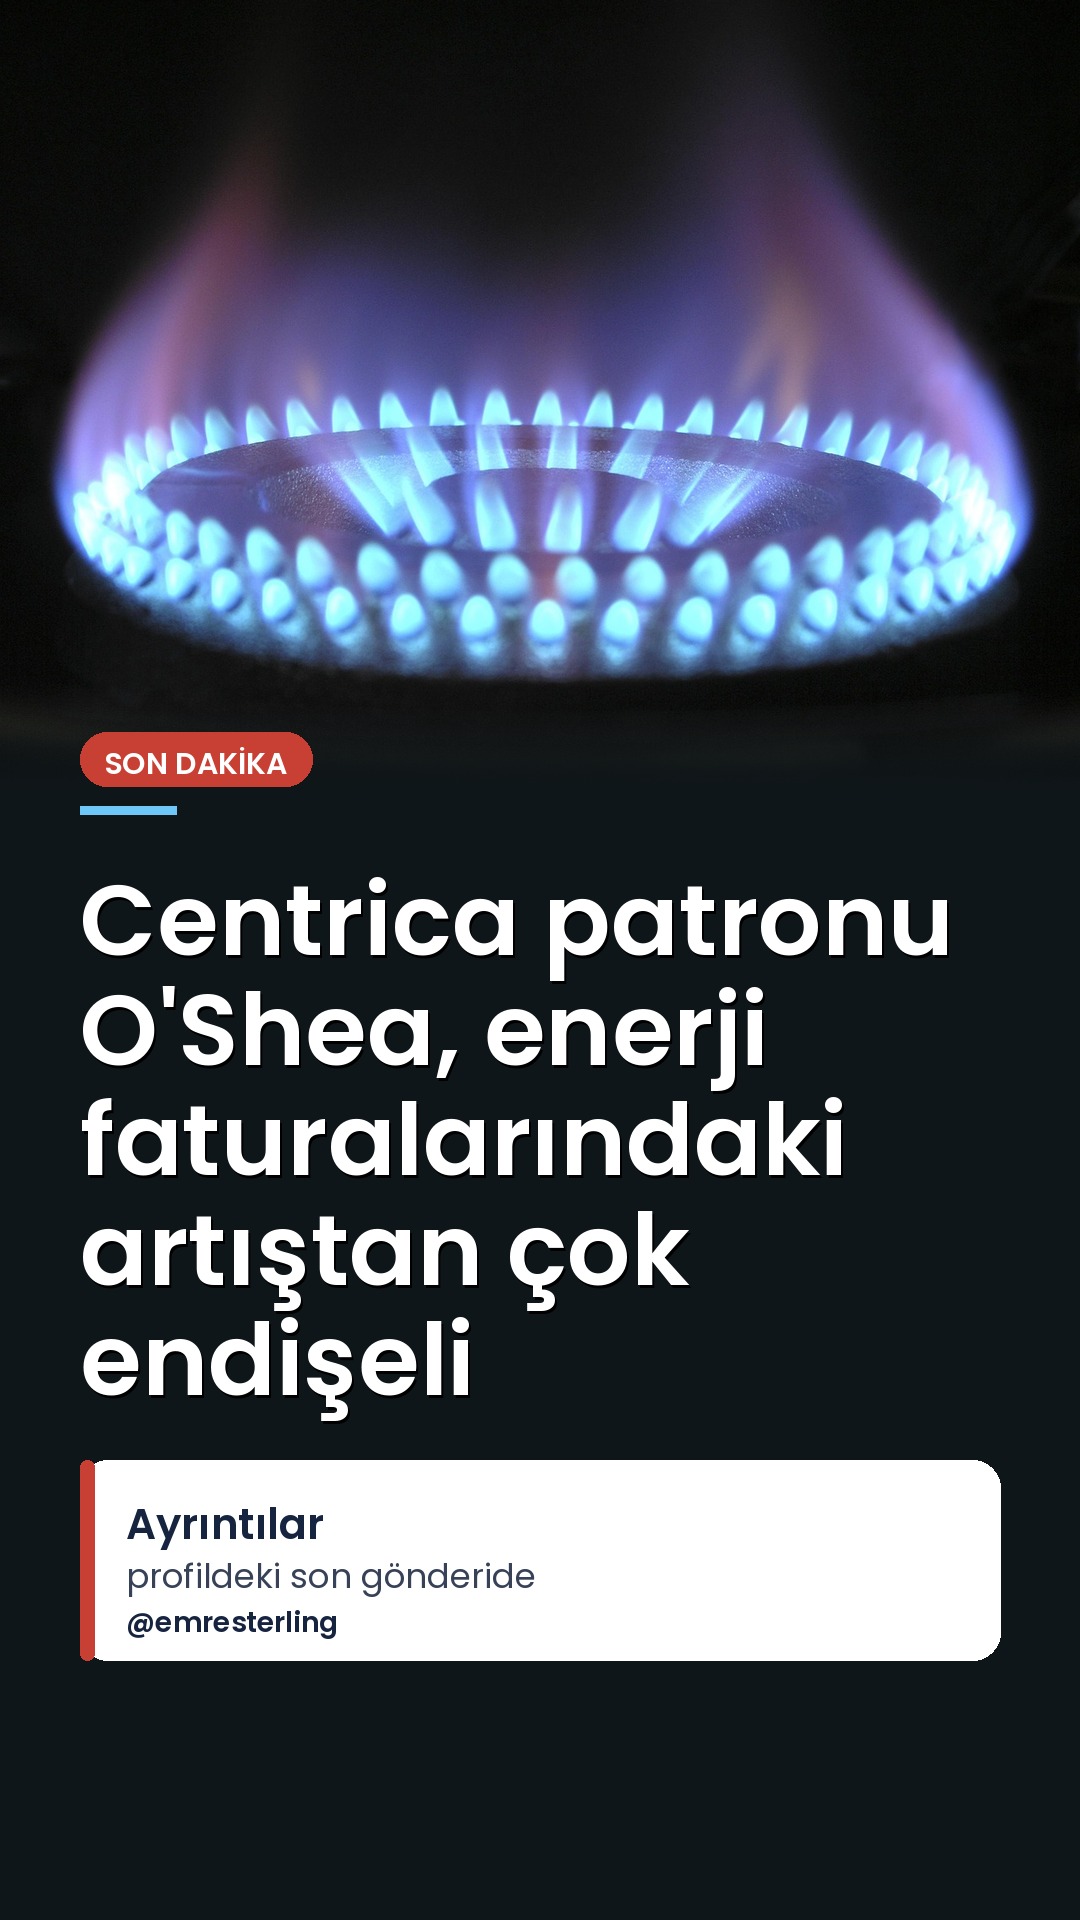 SON DAKİKA
Centrica patronu
O'Shea, enerji
faturalarındaki
artıştan çok
endişeli
Ayrıntılar
profildeki son gönderide
@emresterling